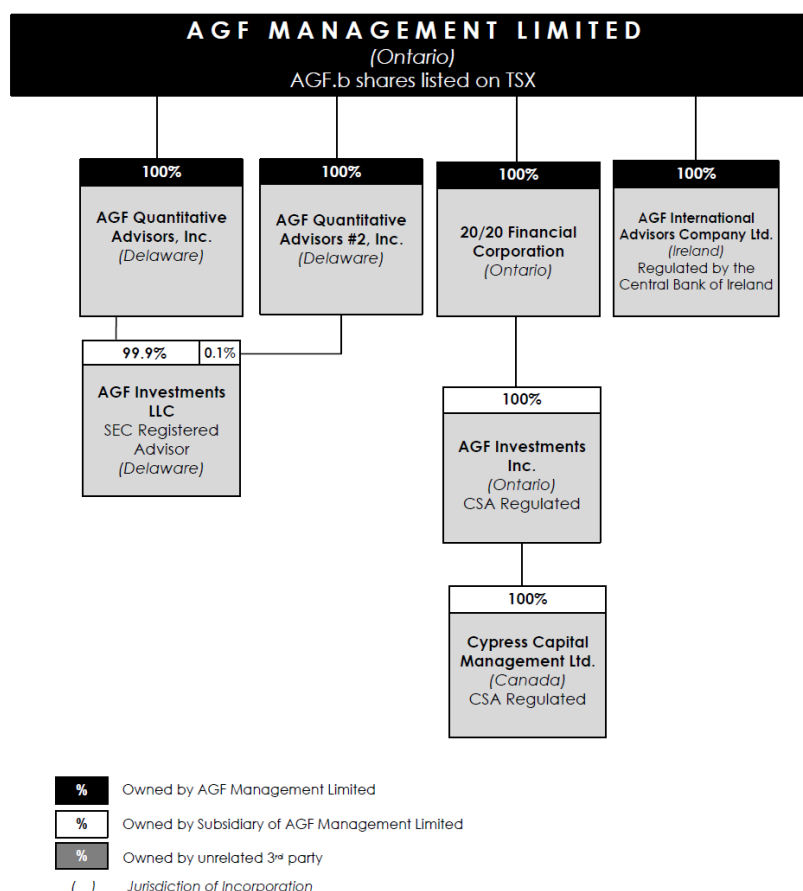 AGF MANAGEMENT LIMITED
(Ontario)
AGF.b shares listed on TSX
100%
AGF Quantitative
Advisors, Inc.
(Delaware)
100%
AGF Quantitative
Advisors #2, Inc.
(Delaware)
100%
20/20 Financial
Corporation
(Ontario)
100%
AGF International
Advisors Company Ltd.
(Ireland)
Regulated by the
Central Bank of Ireland
99.9% 0.1%
AGF Investments
LLC
SEC Registered
Advisor
(Delaware)
100%
AGF Investments
Inc.
(Ontario)
CSA Regulated
100%
Cypress Capital
Management Ltd.
(Canada)
CSA Regulated
% Owned by AGF Management Limited
% Owned by Subsidiary of AGF Management Limited
% Owned by unrelated 3rd party
( ) Jurisdiction of Incorporation